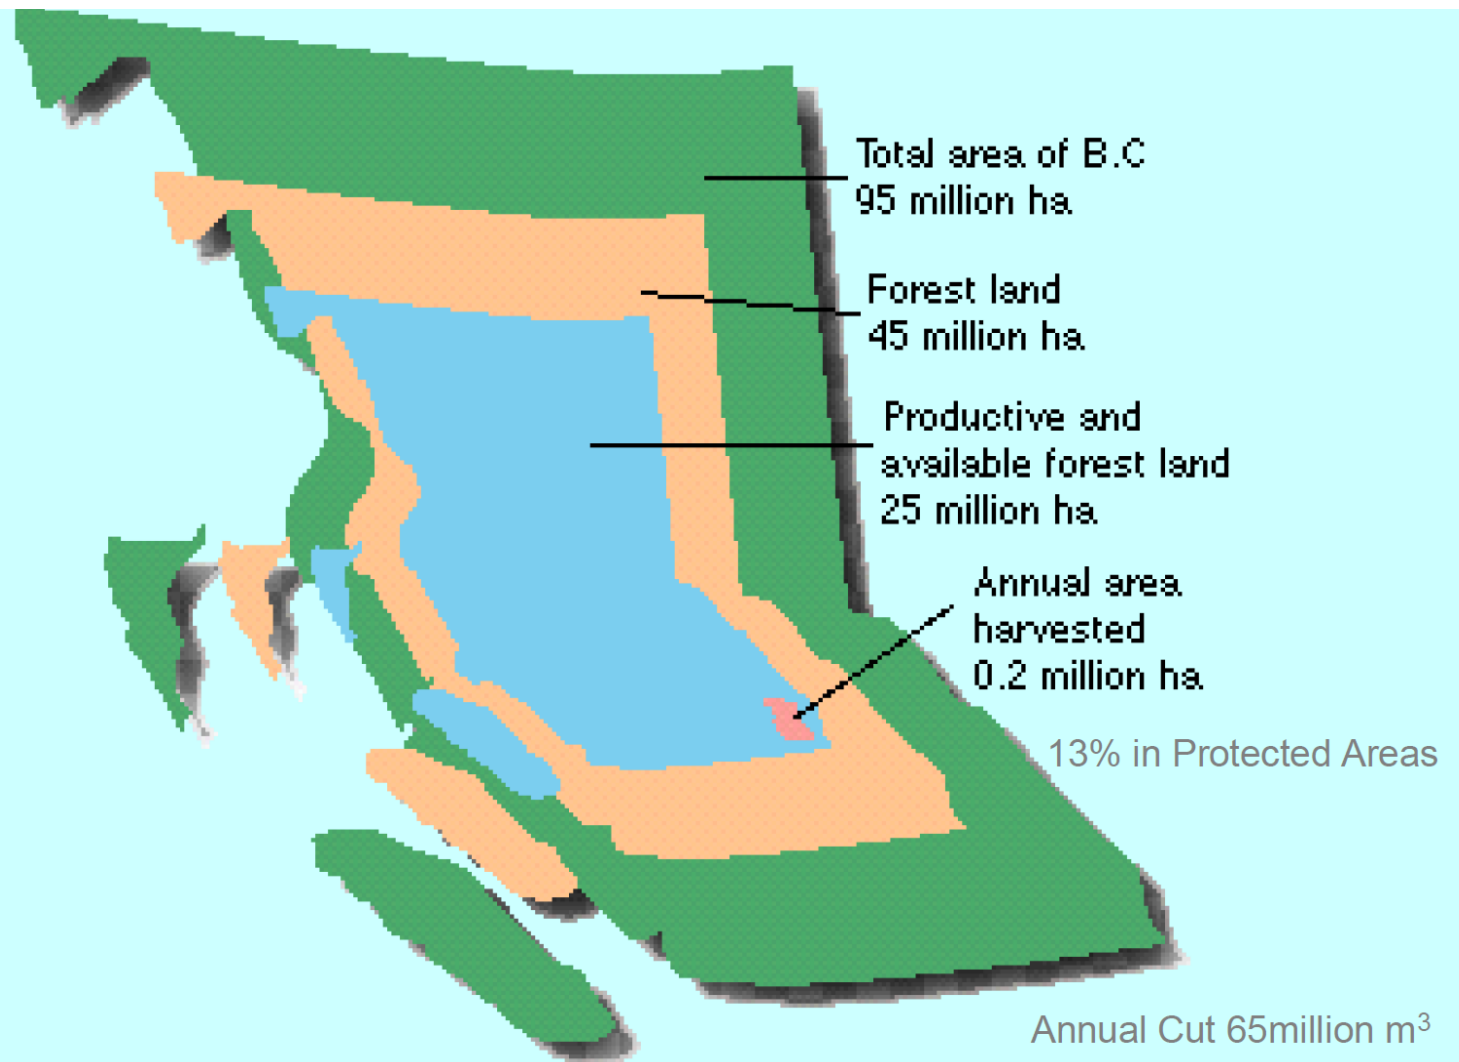 Total area of B.C
95 million ha
Forest land
45 million ha
Productive and
available forest land
25 million ha
Annual area
harvested
0.2 million ha
13% in Protected Areas
Annual Cut 65million m³